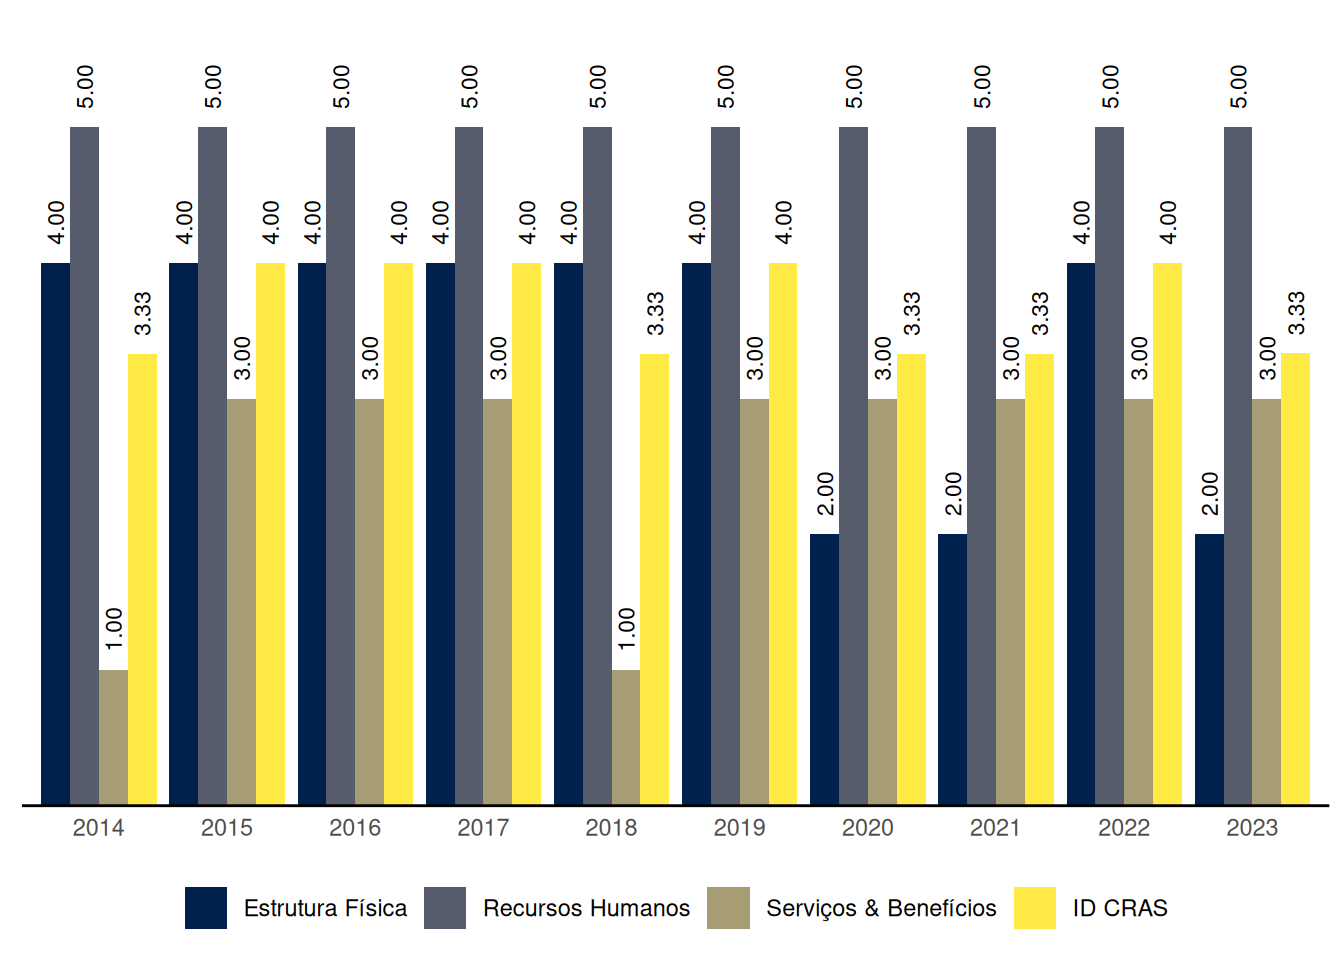 5.00 5.00 5.00 5.00 5.00 5.00 5.00 5.00 5.00 5.00
4.00 4.00 4.00 4.00 4.00 4.00 4.00 4.00 4.00 4.00 4.00 4.00
3.33 3.33 3.33 3.33 3.33
3.00 3.00 3.00 3.00 3.00 3.00 3.00 3.00
2.00 2.00 2.00
1.00 1.00
2014 2015 2016 2017 2018 2019 2020 2021 2022 2023
Estrutura Física Recursos Humanos Serviços & Benefícios ID CRAS